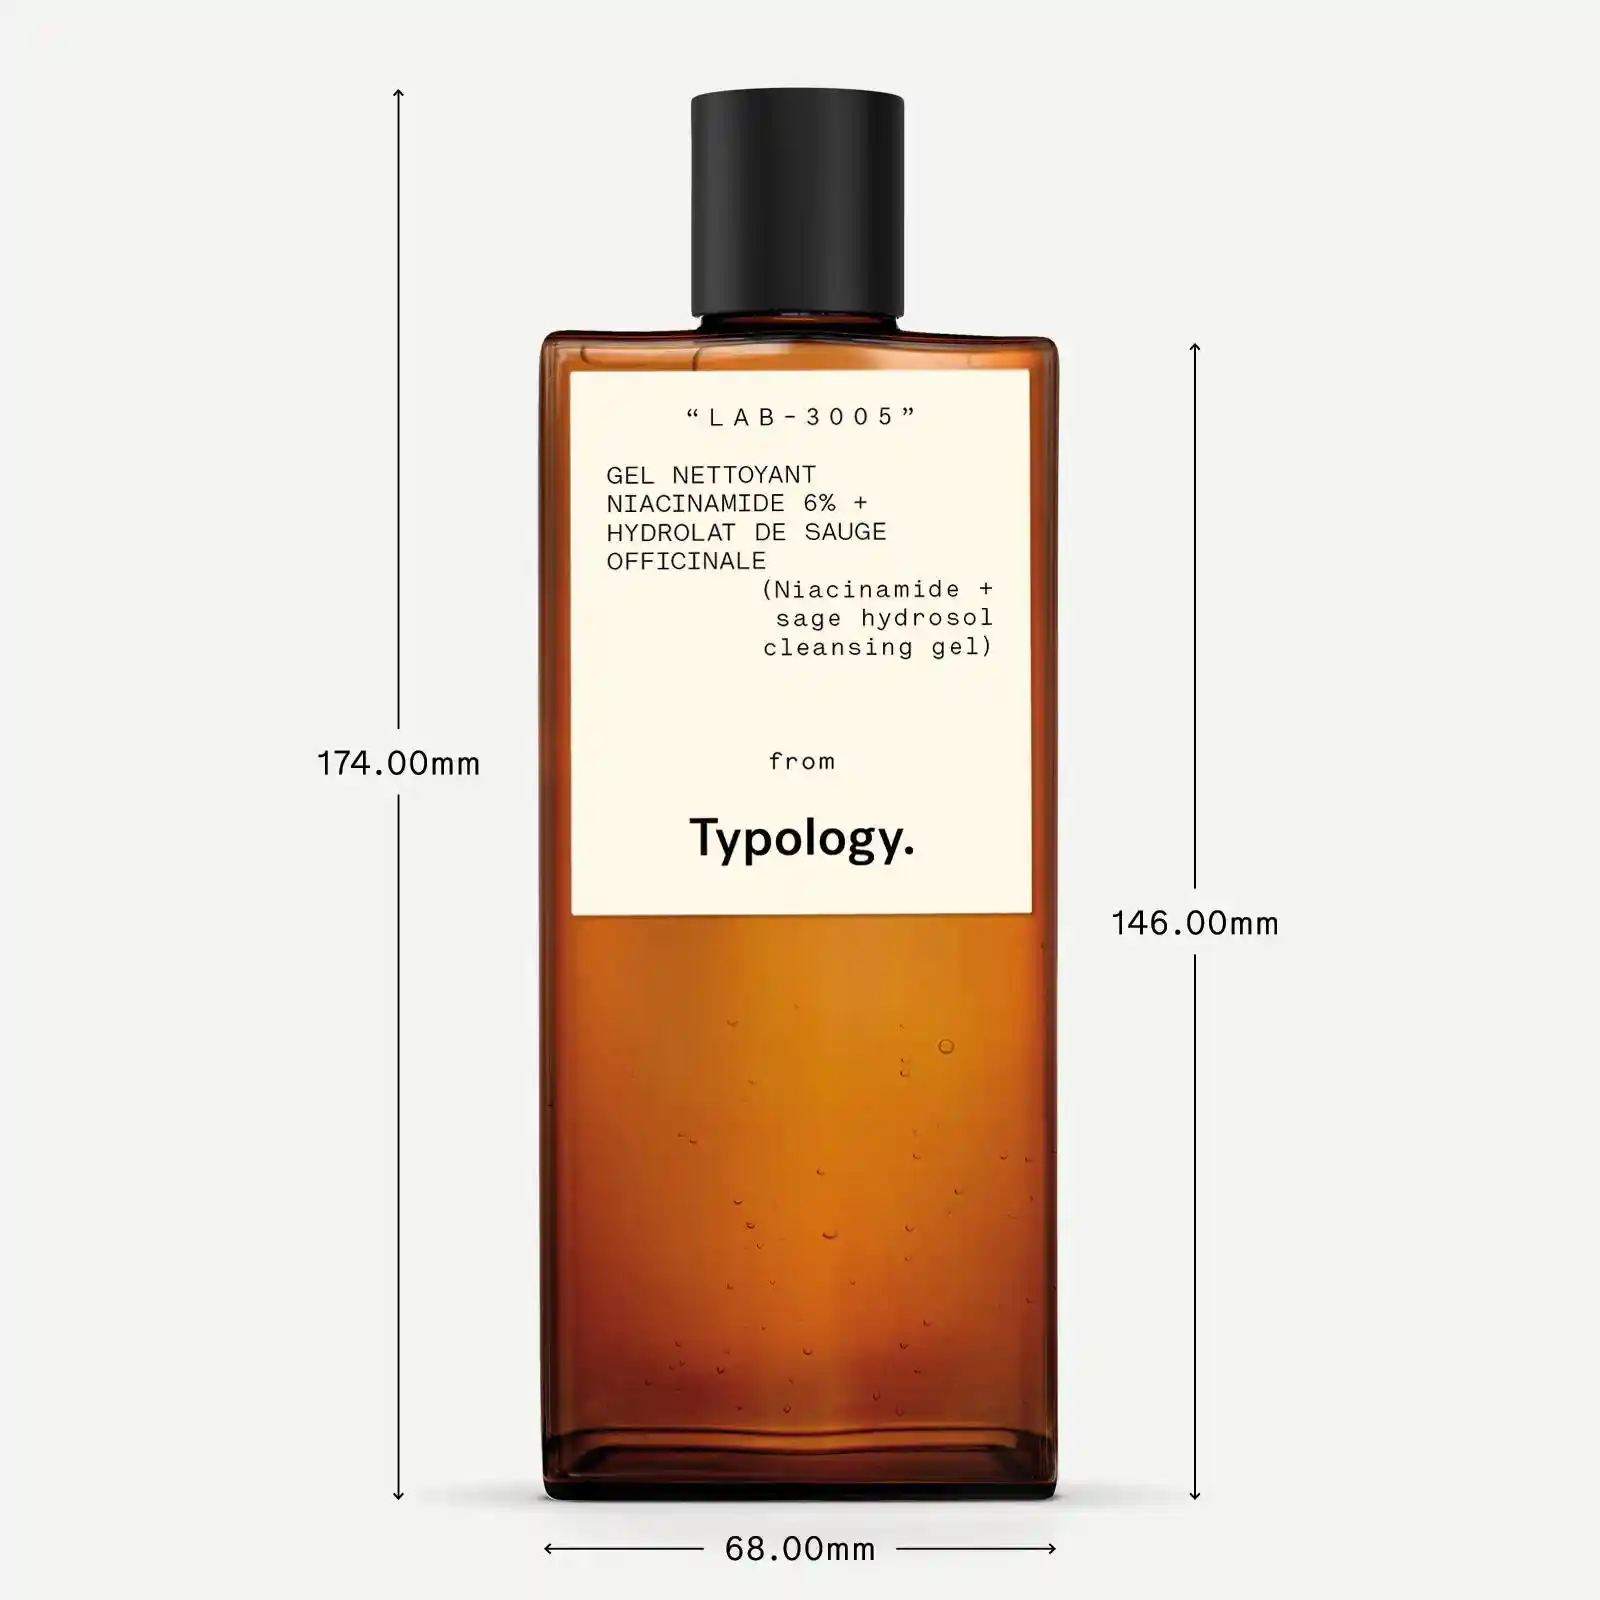 “LAB-3005”
GEL NETTOYANT
NIACINAMIDE 6% +
HYDROLAT DE SAUGE
OFFICINALE
(Niacinamide +
sage hydrosol
cleansing gel)
from
Typology.
174.00mm
146.00mm
68.00mm